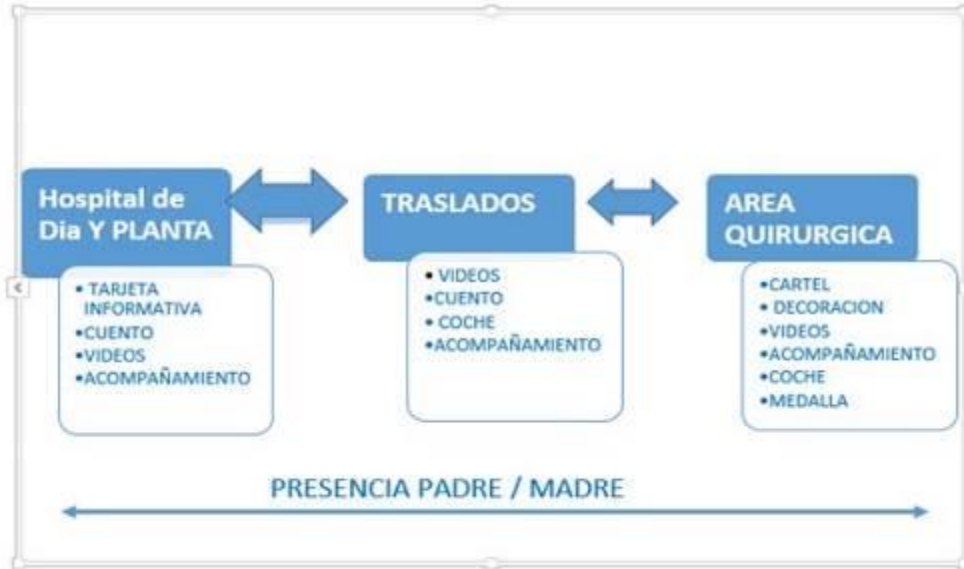 Hospital de
Dia Y PLANTA
• TARJETA
INFORMATIVA
•CUENTO
•VIDEOS
•ACOMPAÑAMIENTO
TRASLADOS
• VIDEOS
•CUENTO
• COCHE
•ACOMPAÑAMIENTO
AREA
QUIRURGICA
•CARTEL
• DECORACION
•VIDEOS
•ACOMPAÑAMIENTO
•COCHE
•MEDALLA
PRESENCIA PADRE / MADRE